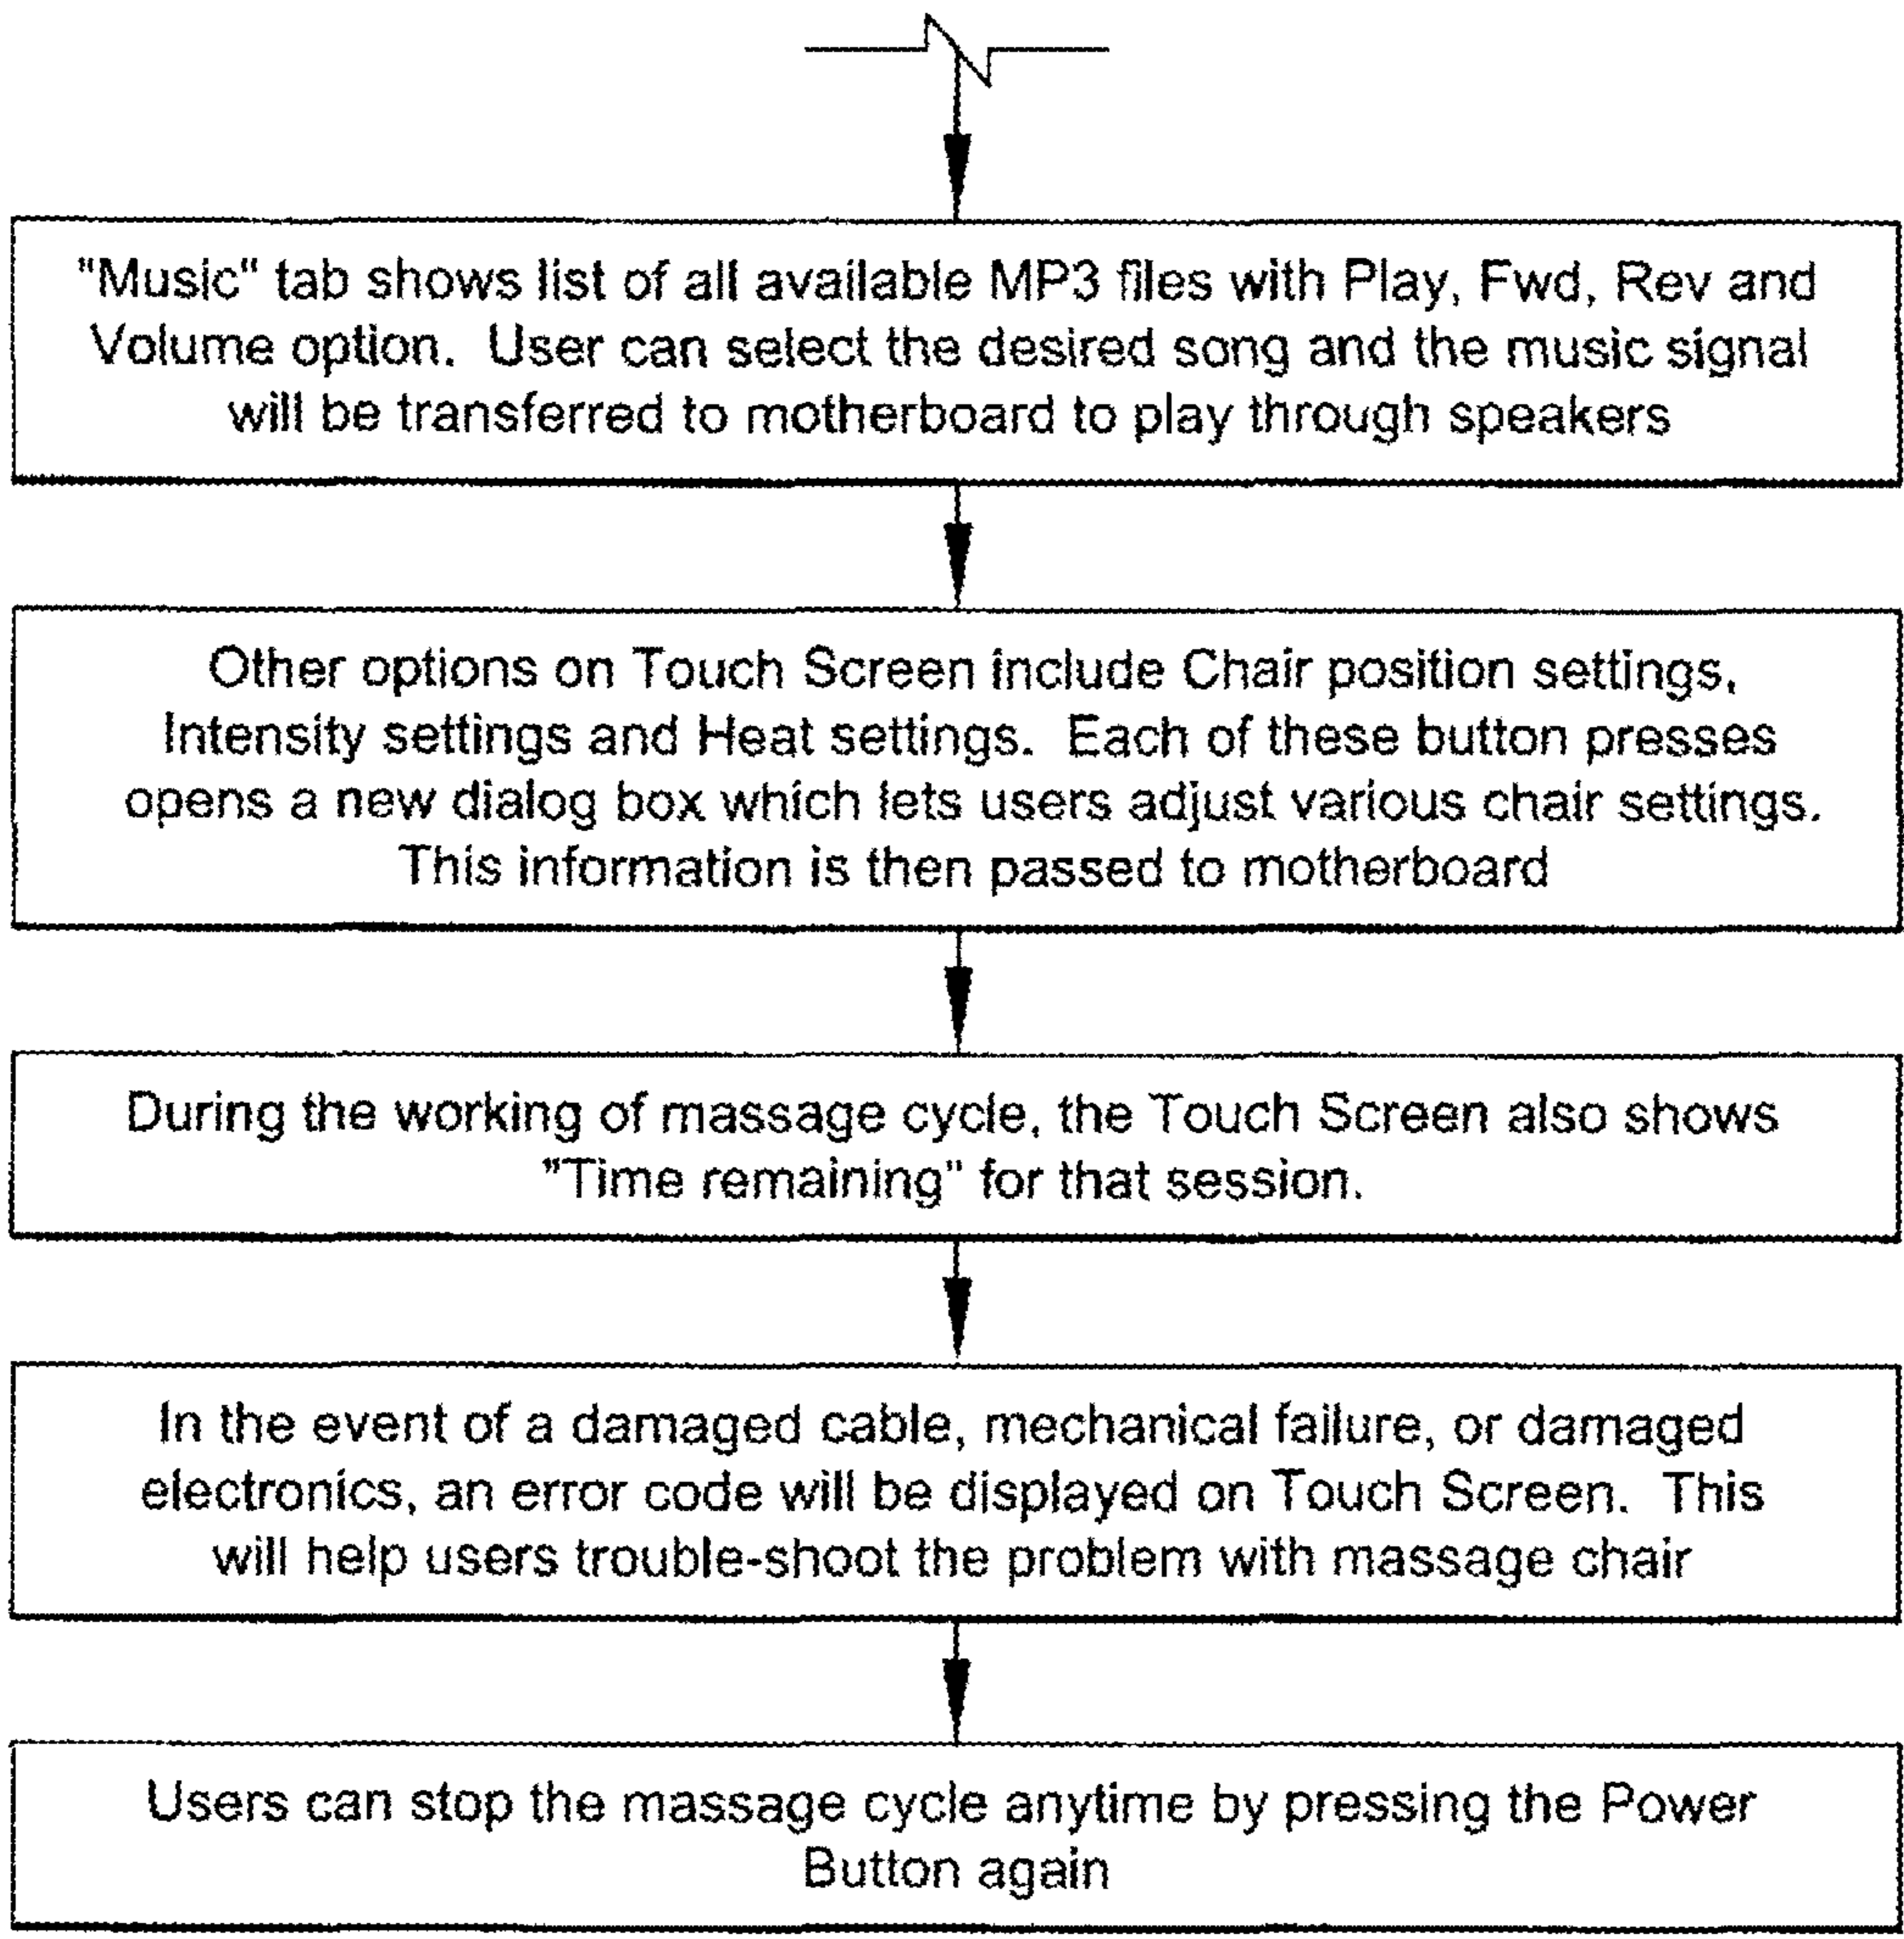 "Music" tab shows list of all available MP3 files with Play, Fwd, Rev and
Volume option. User can select the desired song and the music signal
will be transferred to motherboard to play through speakers
Other options on Touch Screen include Chair position settings,
Intensity settings and Heat settings. Each of these button presses
opens a new dialog box which lets users adjust various chair settings.
This information is then passed to motherboard
During the working of massage cycle, the Touch Screen also shows
"Time remaining" for that session.
In the event of a damaged cable, mechanical failure, or damaged
electronics, an error code will be displayed on Touch Screen. This
will help users trouble-shoot the problem with massage chair
Users can stop the massage cycle anytime by pressing the Power
Button again